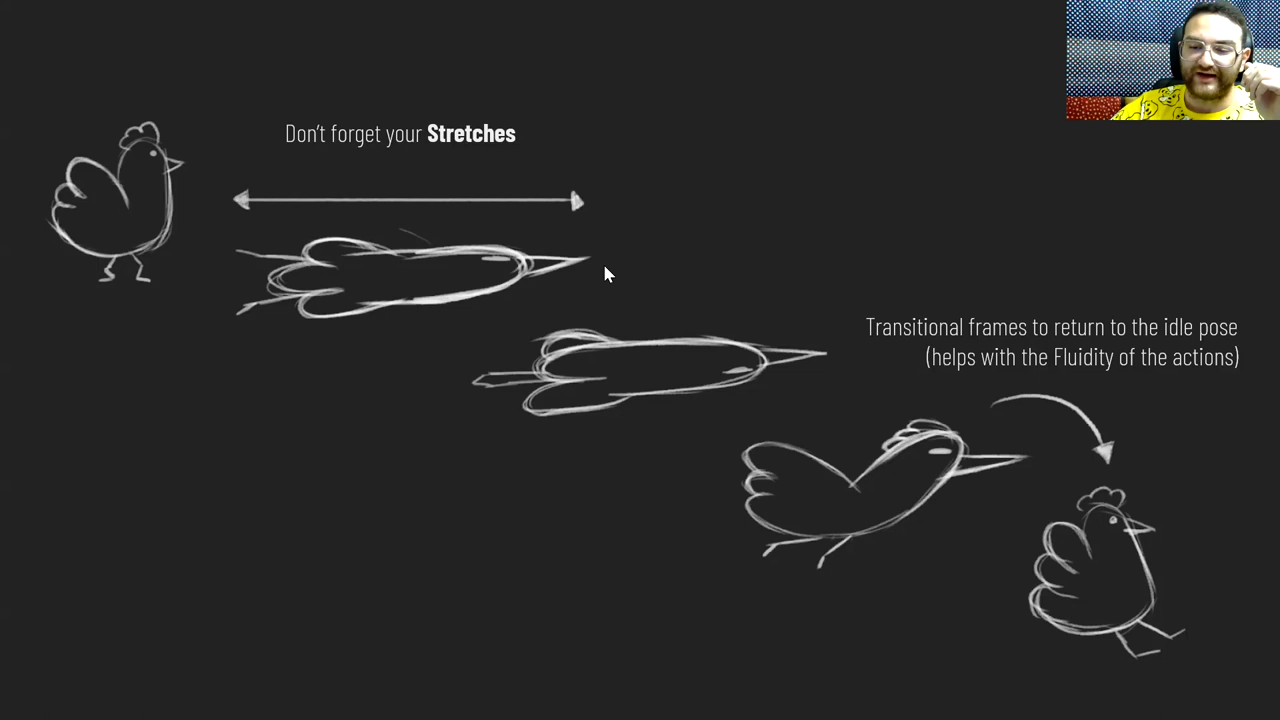 Don't forget your Stretches
Transitional frames to return to the idle pose
(helps with the Fluidity of the actions)